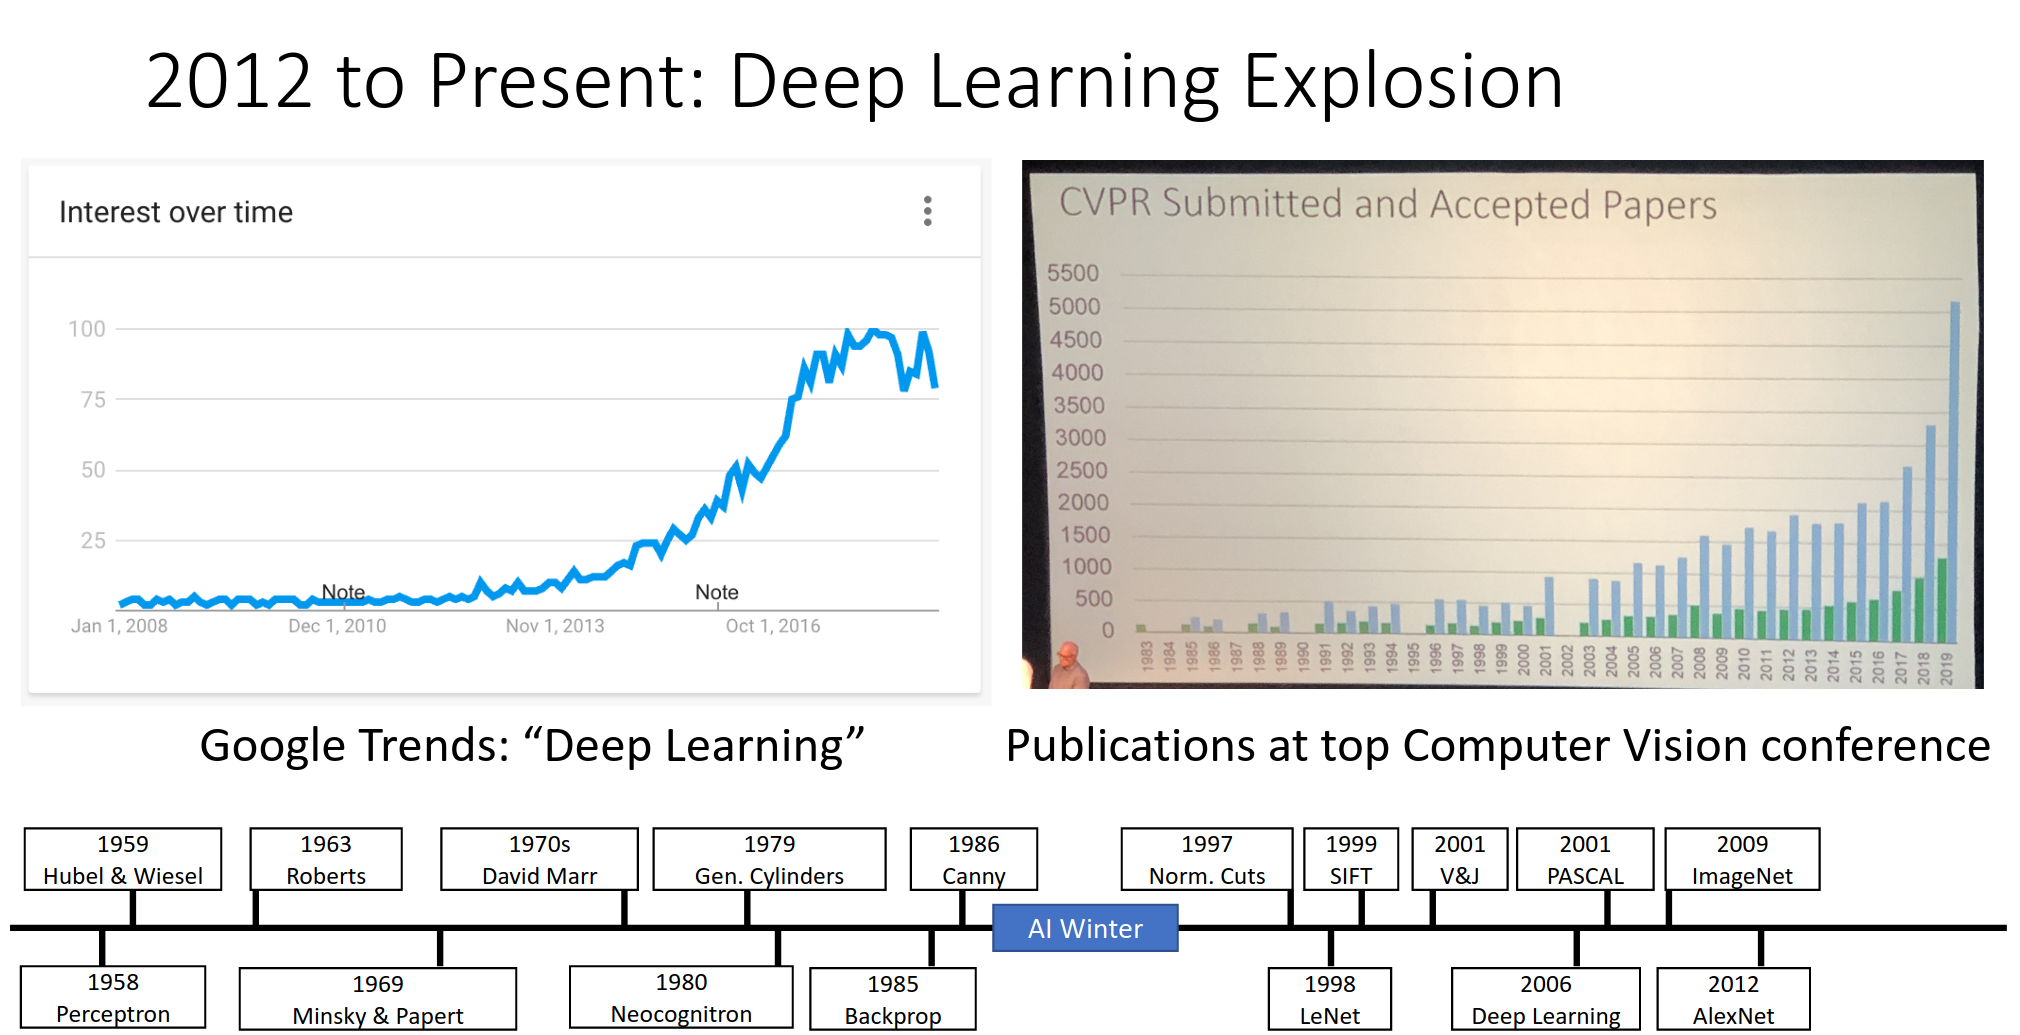 2012 to Present: Deep Learning Explosion
Interest over time
100
75
50
25
Note
Note
Jan 1, 2008
Dec 1, 2010
Nov 1, 2013
Oct 1, 2016
CVPR Submitted and Accepted Papers
5500
5000
4500
4000
3500
3000
2500
2000
1500
1000
500
0
1983
1984
1985
1986
1987
1988
1989
1990
1991
1992
1993
1994
1995
1996
1997
1998
1999
2000
2001
2002
2003
2004
2005
2006
2007
2008
2009
2010
2011
2012
2013
2014
2015
2016
2017
2018
2019
Google Trends: “Deep Learning”
Publications at top Computer Vision conference
1959
Hubel & Wiesel
1963
Roberts
1970s
David Marr
1979
Gen. Cylinders
1986
Canny
1997
Norm. Cuts
1999
SIFT
2001
V&J
2001
PASCAL
2009
ImageNet
AI Winter
1958
Perceptron
1969
Minsky & Papert
1980
Neocognitron
1985
Backprop
1998
LeNet
2006
Deep Learning
2012
AlexNet